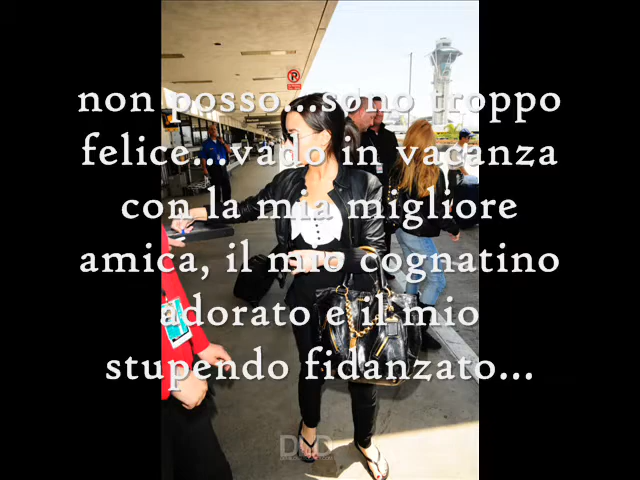 non posso...sono troppo
felice...vado in vacanza
con la mia migliore
amica, il mio cognatino
adorato e il mio
stupendo fidanzato...